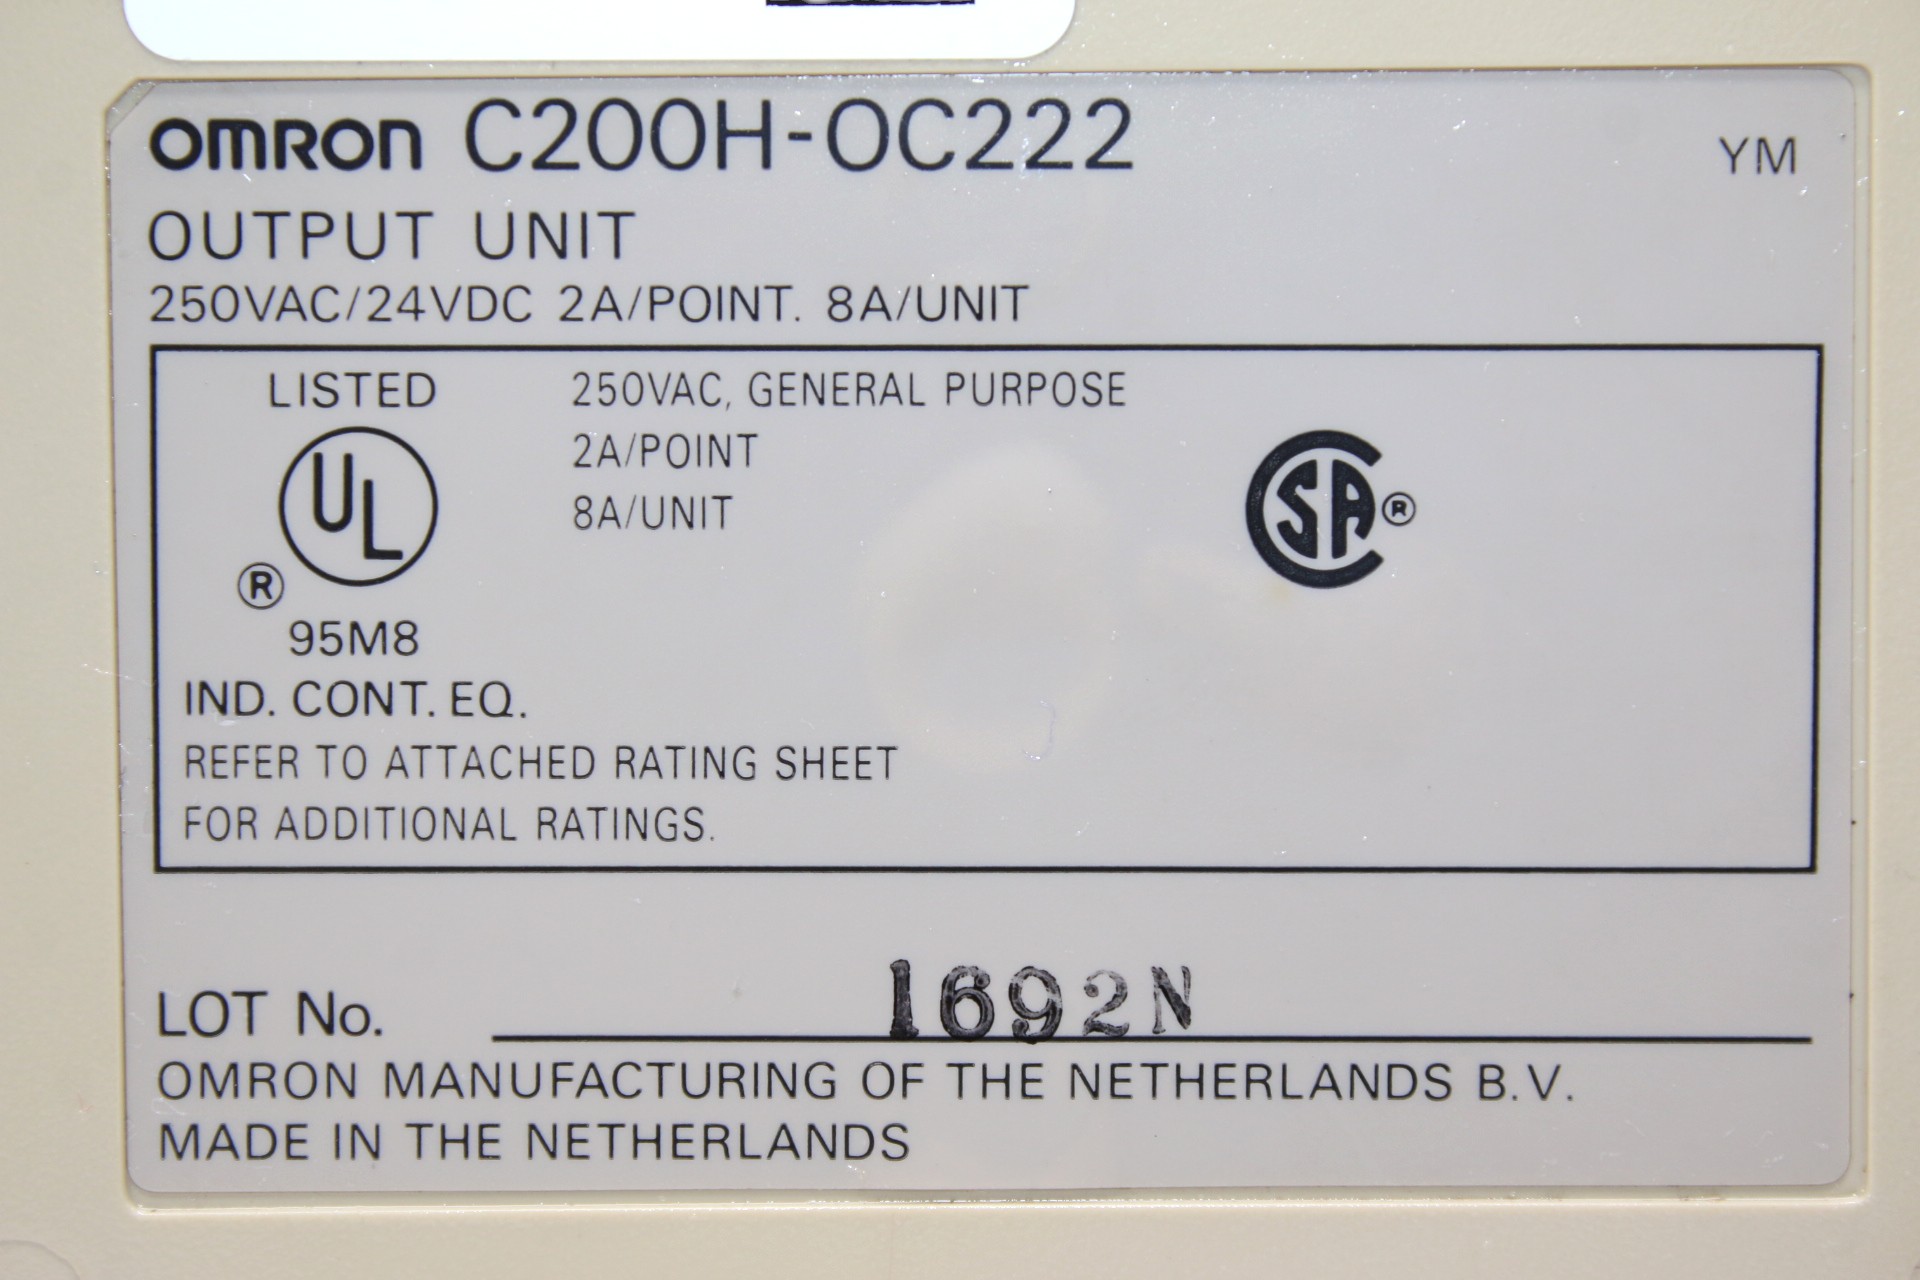 OMRON C200H-OC222 YM
OUTPUT UNIT
250VAC/24VDC 2A/POINT. 8A/UNIT
LISTED 250VAC, GENERAL PURPOSE
2A/POINT
8A/UNIT
UL
SA ®
®
95M8
IND. CONT. EQ.
REFER TO ATTACHED RATING SHEET
FOR ADDITIONAL RATINGS.
LOT No. 1692N
OMRON MANUFACTURING OF THE NETHERLANDS B.V.
MADE IN THE NETHERLANDS